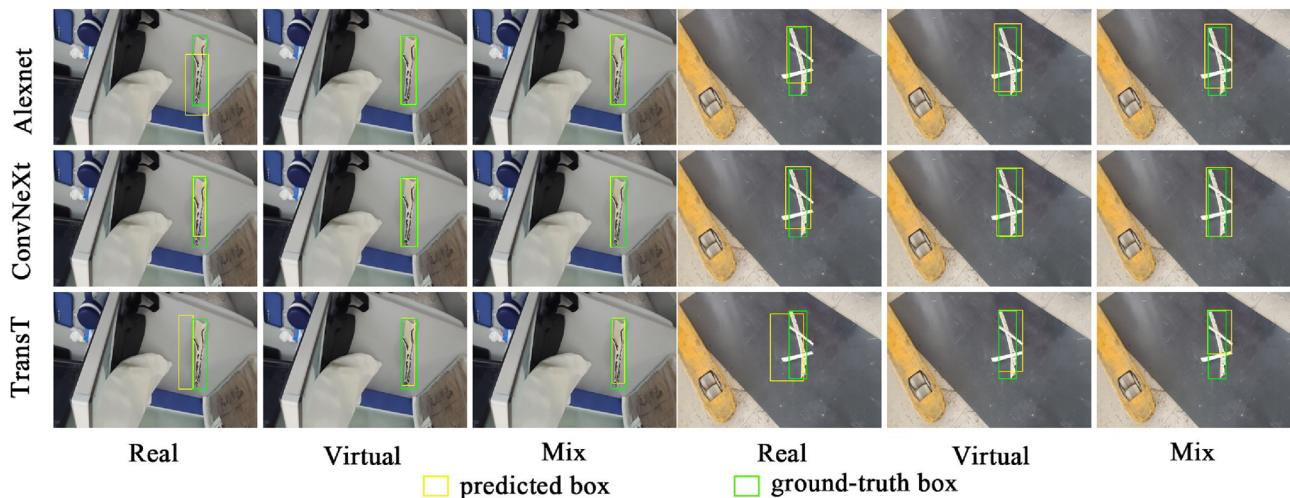 Alexnet
ConvNeXt
TransT
Real Virtual Mix Real Virtual Mix
predicted box ground-truth box